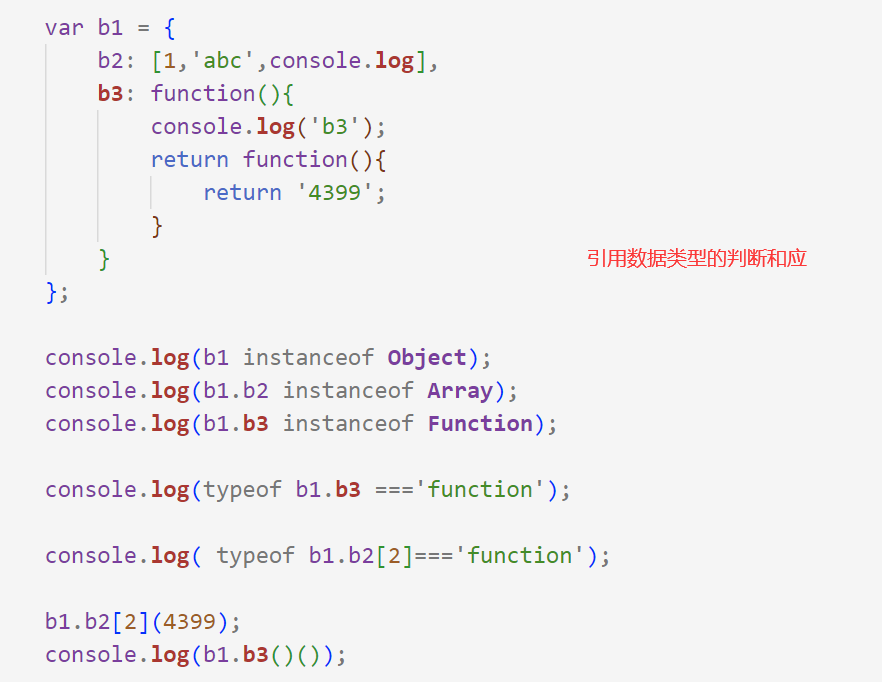 var b1 = {
    b2: [1,'abc',console.log],
    b3: function(){
        console.log('b3');
        return function(){
            return '4399';
        }
    }
引用数据类型的判断和应
};
console.log(b1 instanceof Object);
console.log(b1.b2 instanceof Array);
console.log(b1.b3 instanceof Function);
console.log(typeof b1.b3 ==='function');
console.log( typeof b1.b2[2]==='function');
b1.b2[2](4399);
console.log(b1.b3()());